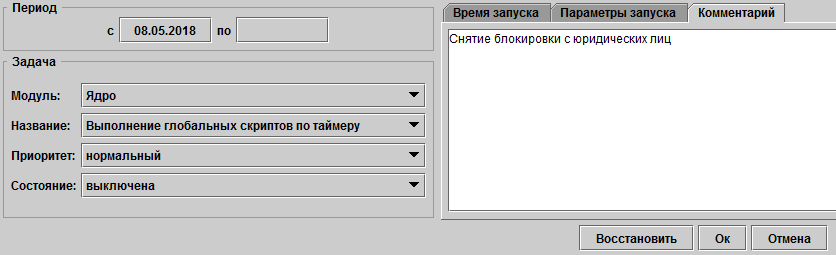 Период
с 08.05.2018 по
Задача
Модуль: Ядро
Название: Выполнение глобальных скриптов по таймеру
Приоритет: нормальный
Состояние: выключена
Время запуска Параметры запуска Комментарий
Снятие блокировки с юридических лиц
Восстановить Ок Отмена